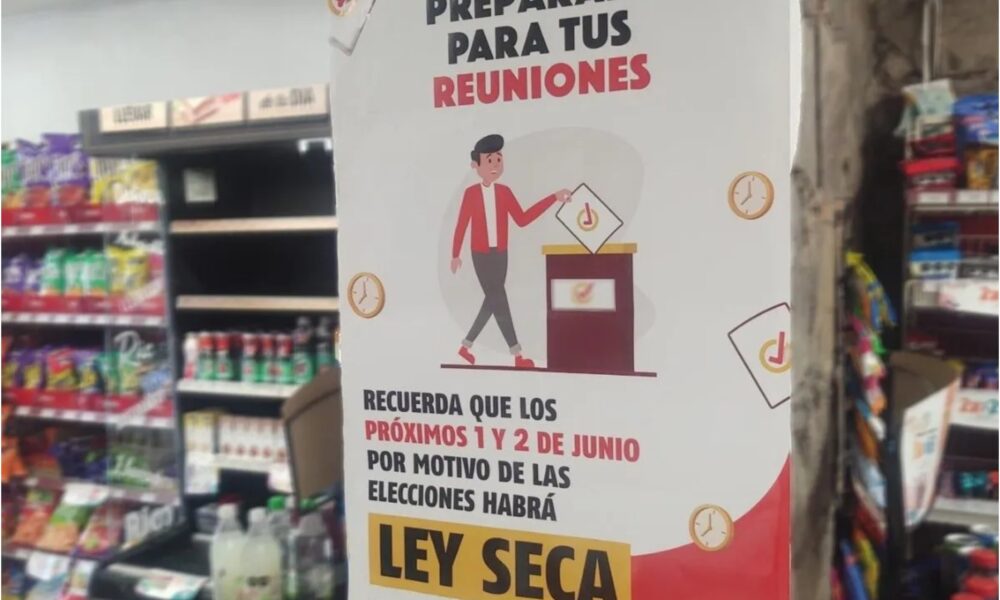 PARA TUS
REUNIONES
RECUERDA QUE LOS
PRÓXIMOS 1 Y 2 DE JUNIO
POR MOTIVO DE LAS
ELECCIONES HABRÁ
LEY SECA